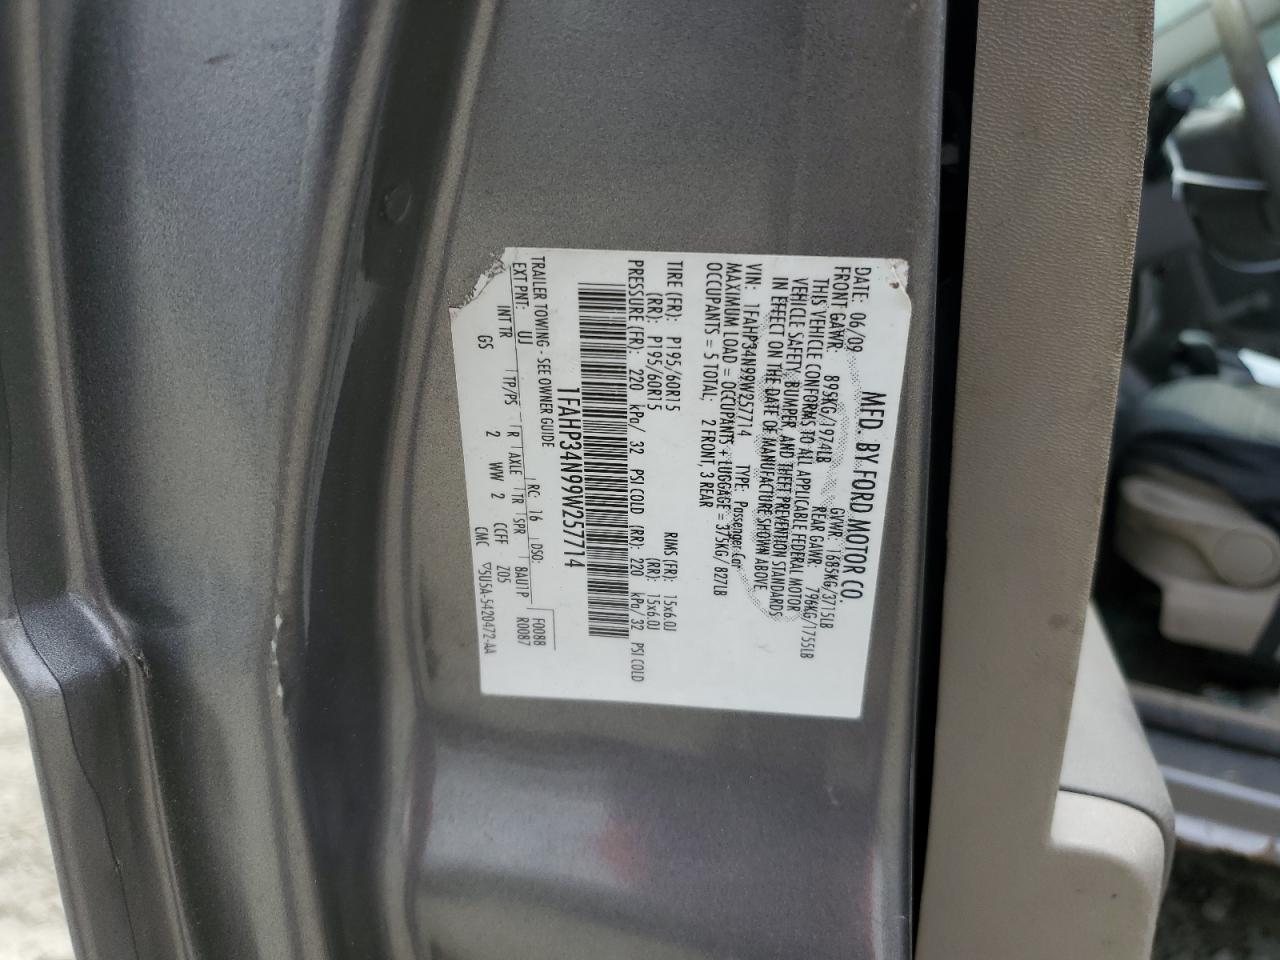 MFD. BY FORD MOTOR CO.
DATE: 06/09 GVWR: 1685KG/3715LB
FRONT GAWR: 895KG/1974LB REAR GAWR: 796KG/1755LB
THIS VEHICLE CONFORMS TO ALL APPLICABLE FEDERAL MOTOR
VEHICLE SAFETY, BUMPER, AND THEFT PREVENTION STANDARDS
IN EFFECT ON THE DATE OF MANUFACTURE SHOWN ABOVE
VIN: 1FAHP34N99W257714 TYPE: Passenger Car
MAXIMUM LOAD = OCCUPANTS + LUGGAGE = 375KG/ 827LB
OCCUPANTS = 5 TOTAL; 2 FRONT, 3 REAR
TIRE (FR): P195/60R15 RIMS (FR): 15x6.0J
(RR): P195/60R15 (RR): 15x6.0J
PRESSURE (FR): 220 kPa/ 32 PSI COLD (RR): 220 kPa/32 PSI COLD
1FAHP34N99W257714
TRAILER TOWING - SEE OWNER GUIDE F0088
EXT PNT: UJ RC: 16 DSO: R0087
INT TR TP/PS R AXLE TR SPR 8AU1P
GS 2 WW 2 CCFF Z05
CMC ▽5U5A-5420472-AA